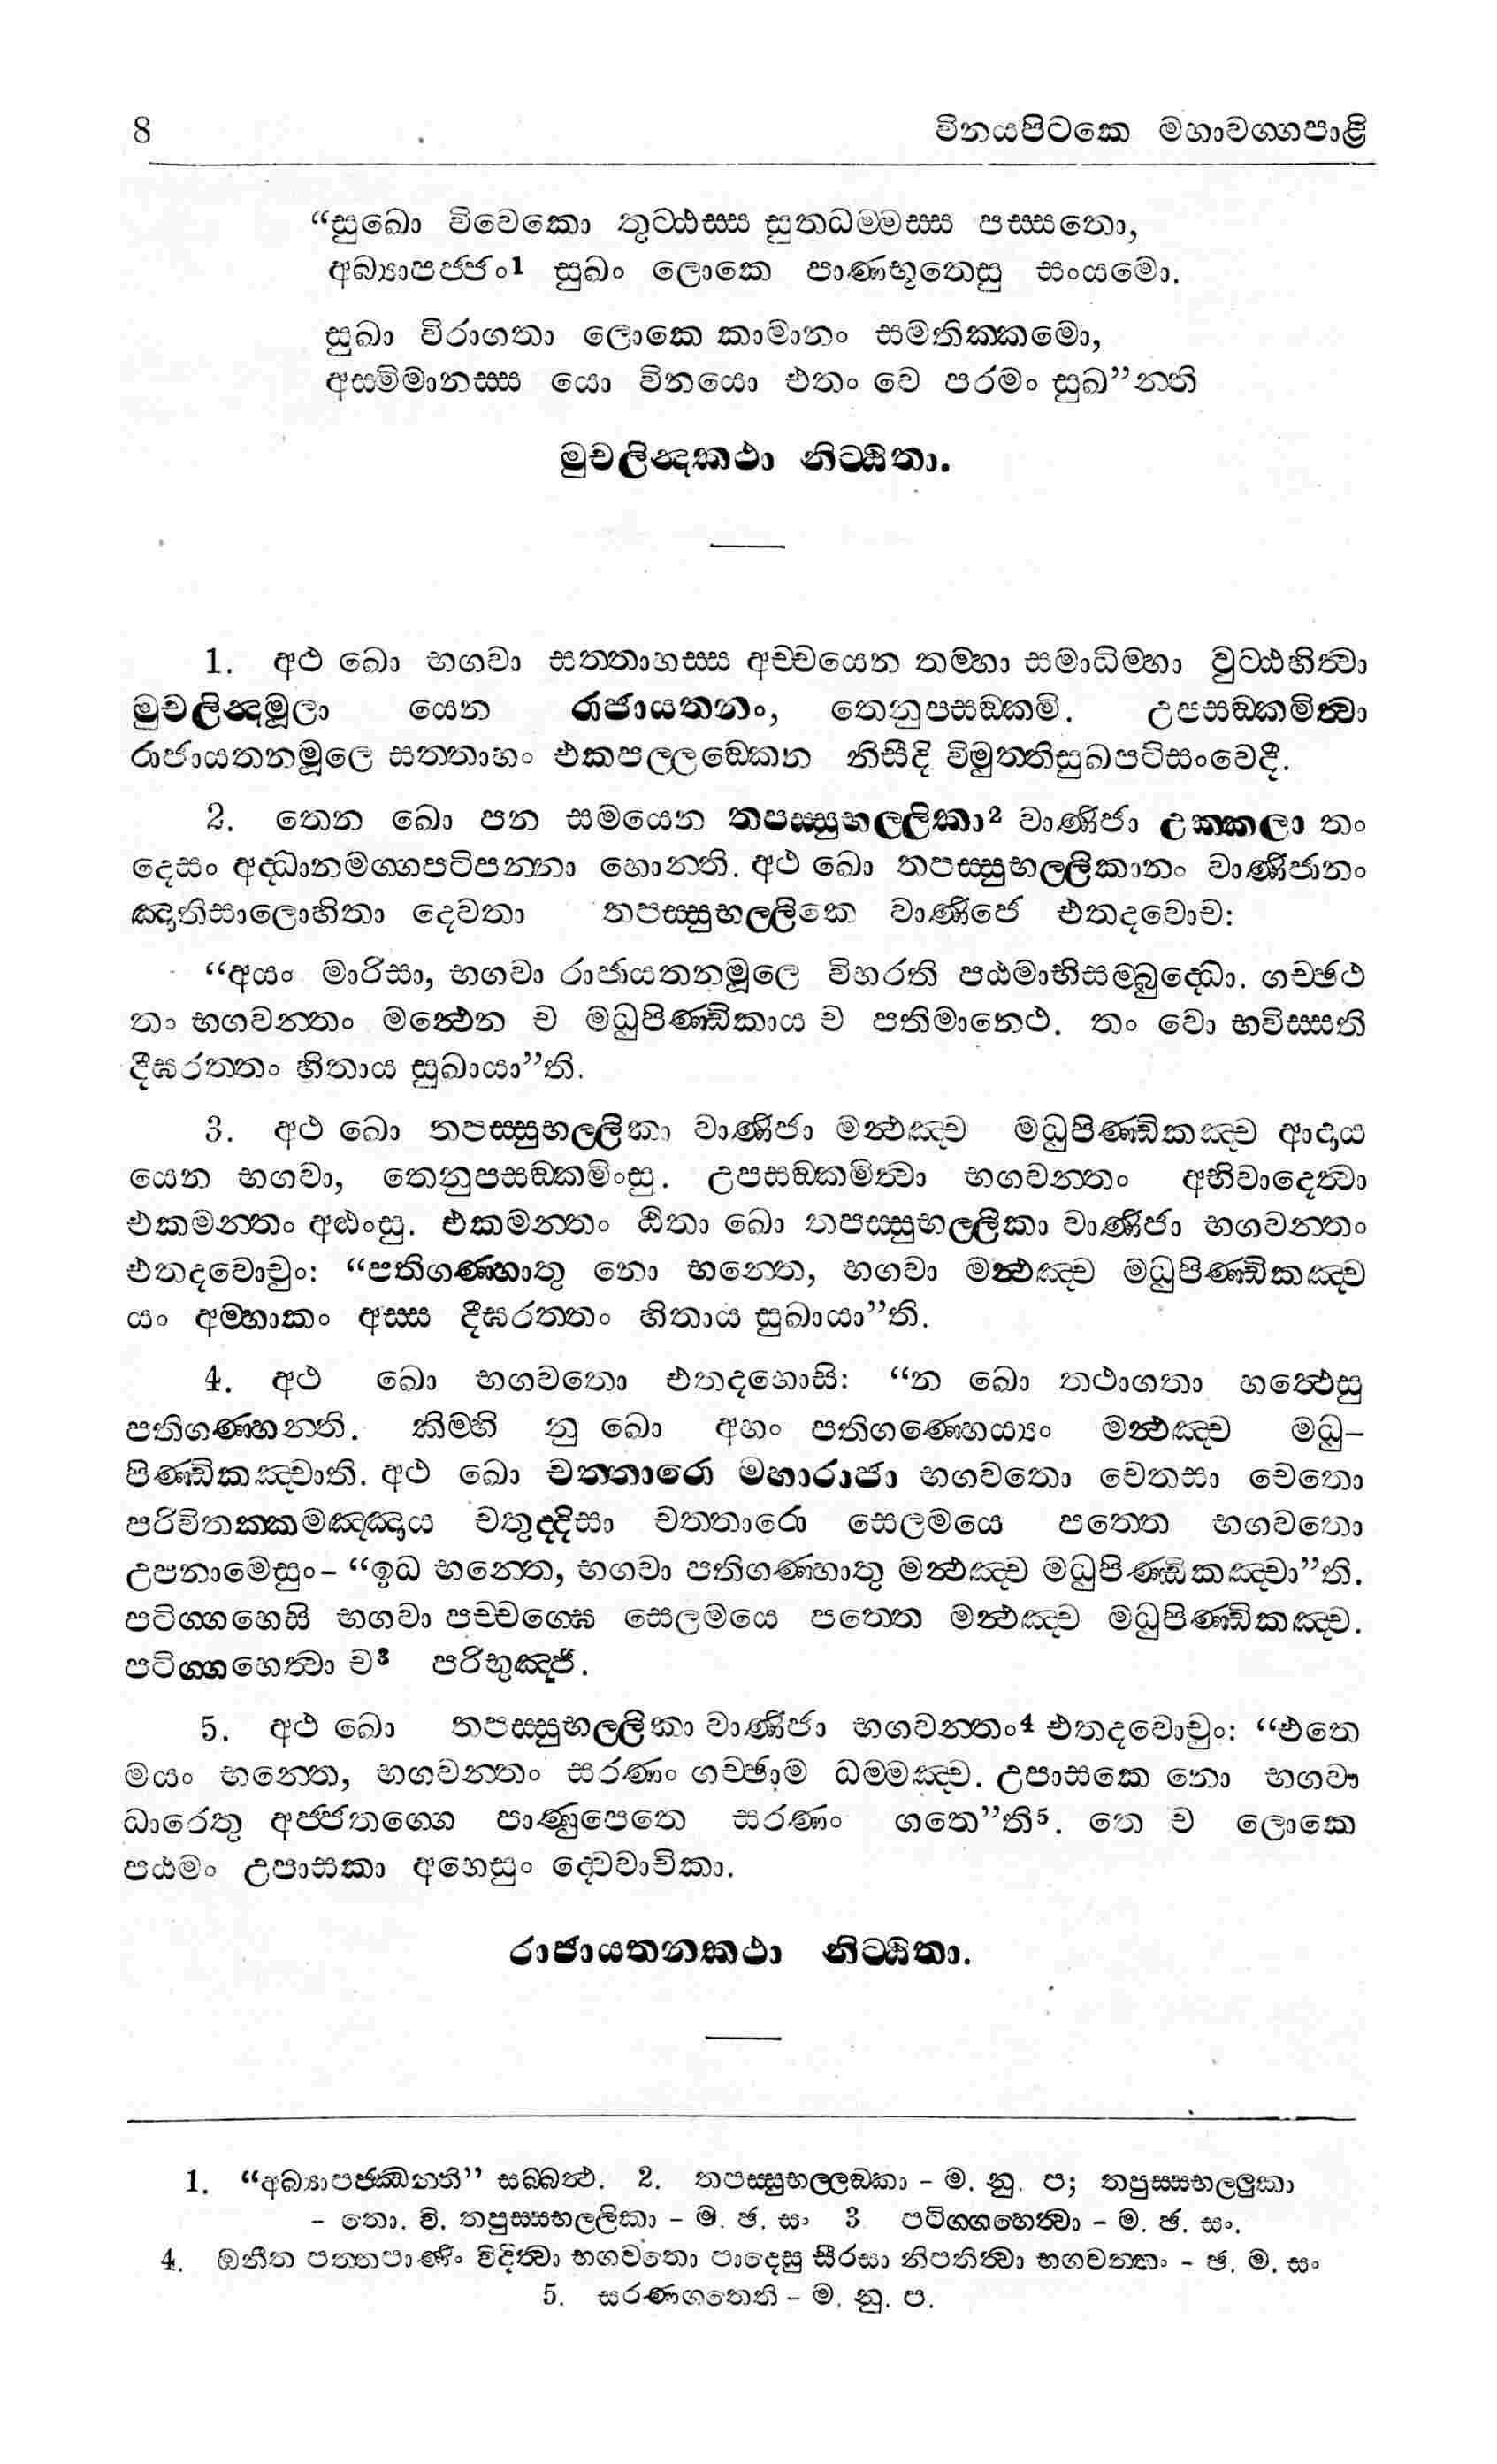 8 විනයපිටකෙ මහාවග්ගපාළි
“සුඛො විවෙකො තුට්ඨස්ස සුතධම්මස්ස පස්සතො,
අබ්‍යාපජ්ජං1 සුඛං ලොකෙ පාණභූතෙසු සංයමො.
සුඛා විරාගතා ලොකෙ කාමානං සමතික්කමො,
අස්මිමානස්ස යො විනයො එතං වෙ පරමං සුඛ”න්ති
මුචලින්දකථා නිට්ඨිතා.
1. අථ ඛො භගවා සත්තාහස්ස අච්චයෙන තම්හා සමාධිම්හා වුට්ඨහිත්‍වා
මුචලින්දමූලා යෙන රාජායතනං, තෙනුපසඞ්කමි. උපසඞ්කමිත්‍වා
රාජායතනමූලෙ සත්තාහං එකපල්ලඞ්කෙන නිසීදි විමුත්තිසුඛපටිසංවෙදී.
2. තෙන ඛො පන සමයෙන තපස්සුභල්ලිකා2 වාණිජා උක්කලා තං
දෙසං අද්ධානමග්ගපටිපන්නා හොන්ති. අථ ඛො තපස්සුභල්ලිකානං වාණිජානං
ඤාතිසාලොහිතා දෙවතා තපස්සුභල්ලිකෙ වාණිජෙ එතදවොච:
“අයං මාරිසා, භගවා රාජායතනමූලෙ විහරති පඨමාභිසම්බුද්ධො. ගච්ඡථ
තං භගවන්තං මන්‍ථෙන ච මධුපිණ්ඩිකාය ච පතිමානෙථ. තං වො භවිස්සති
දීඝරත්තං හිතාය සුඛායා”ති.
3. අථ ඛො තපස්සුභල්ලිකා වාණිජා මන්‍ථඤ්ච මධුපිණ්ඩිකඤ්ච ආදාය
යෙන භගවා, තෙනුපසඞ්කමිංසු. උපසඞ්කමිත්‍වා භගවන්තං අභිවාදෙත්‍වා
එකමන්තං අට්ඨංසු. එකමන්තං ඨිතා ඛො තපස්සුභල්ලිකා වාණිජා භගවන්තං
එතදවොචුං: “පතිගණ්හාතු නො භන්තෙ, භගවා මන්‍ථඤ්ච මධුපිණ්ඩිකඤ්ච
යං අම්හාකං අස්ස දීඝරත්තං හිතාය සුඛායා”ති.
4. අථ ඛො භගවතො එතදහොසි: “න ඛො තථාගතා හත්‍ථෙසු
පතිගණ්හන්ති. කිම්හි නු ඛො අහං පතිගණ්හෙය්‍යං මන්‍ථඤ්ච මධු–
පිණ්ඩිකඤ්චාති. අථ ඛො චත්තාරො මහාරාජා භගවතො චෙතසා චෙතො
පරිවිතක්කමඤ්ඤාය චතුද්දිසා චත්තාරො සෙලමයෙ පත්තෙ භගවතො
උපනාමෙසුං– “ඉධ භන්තෙ, භගවා පතිගණ්හාතු මන්‍ථඤ්ච මධුපිණ්ඩිකඤ්චා”ති.
පටිග්ගහෙසි භගවා පච්චග්ඝෙ සෙලමයෙ පත්තෙ මන්‍ථඤ්ච මධුපිණ්ඩිකඤ්ච.
පටිග්ගහෙත්‍වා ච3 පරිභුඤ්ජි.
5. අථ ඛො තපස්සුභල්ලිකා වාණිජා භගවන්තං4 එතදවොචුං: “එතෙ
මයං භන්තෙ, භගවන්තං සරණං ගච්ඡාම ධම්මඤ්ච. උපාසකෙ නො භගවා
ධාරෙතු අජ්ජතග්ගෙ පාණුපෙතෙ සරණං ගතෙ”ති5. තෙ ච ලොකෙ
පඨමං උපාසකා අහෙසුං ද්වෙවාචිකා.
රාජායතනකථා නිට්ඨිතා.
1. “අබ්‍යාපජ්ඣන්ති” සබ්බත්‍ථ. 2. තපස්සුභල්ලඞ්කා – ම. නු. ප; තපුස්සභල්ලුකා
– තො. වි. තපුස්සභල්ලිකා – ම. ඡ. සං 3 පටිග්ගහෙත්‍වා – ම. ඡ. සං.
4. ඔනීත පත්තපාණිං විදිත්‍වා භගවතො පාදෙසු සීරසා නිපතිත්‍වා භගවන්තං – ඡ. ම. සං
5. සරණගතෙති – ම. නු. ප.